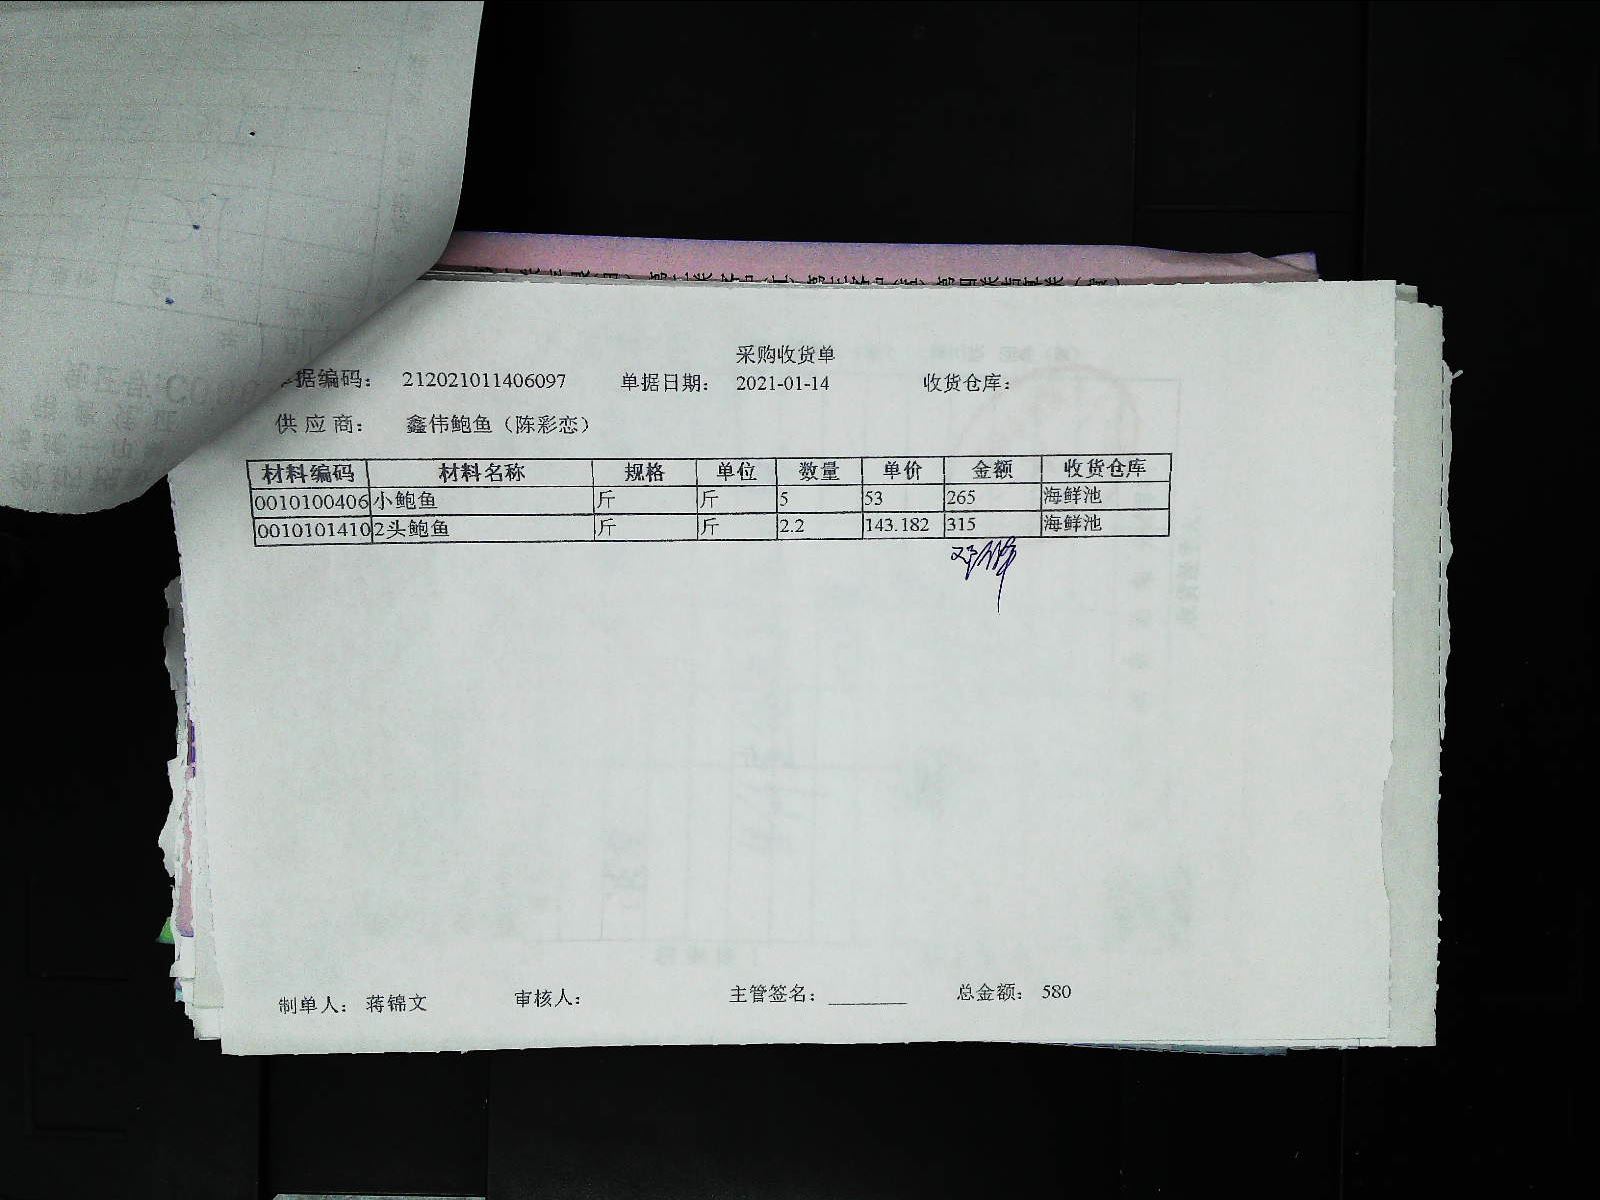 采购收货单
据编码： 212021011406097 单据日期： 2021-01-14 收货仓库：
供应商： 鑫伟鲍鱼（陈彩恋）
材料编码 材料名称 规格 单位 数量 单价 金额 收货仓库
0010100406 小鲍鱼 斤 斤 5 53 265 海鲜池
0010101410 2头鲍鱼 斤 斤 2.2 143.182 315 海鲜池
制单人： 蒋锦文 审核人： 主管签名： 总金额： 580